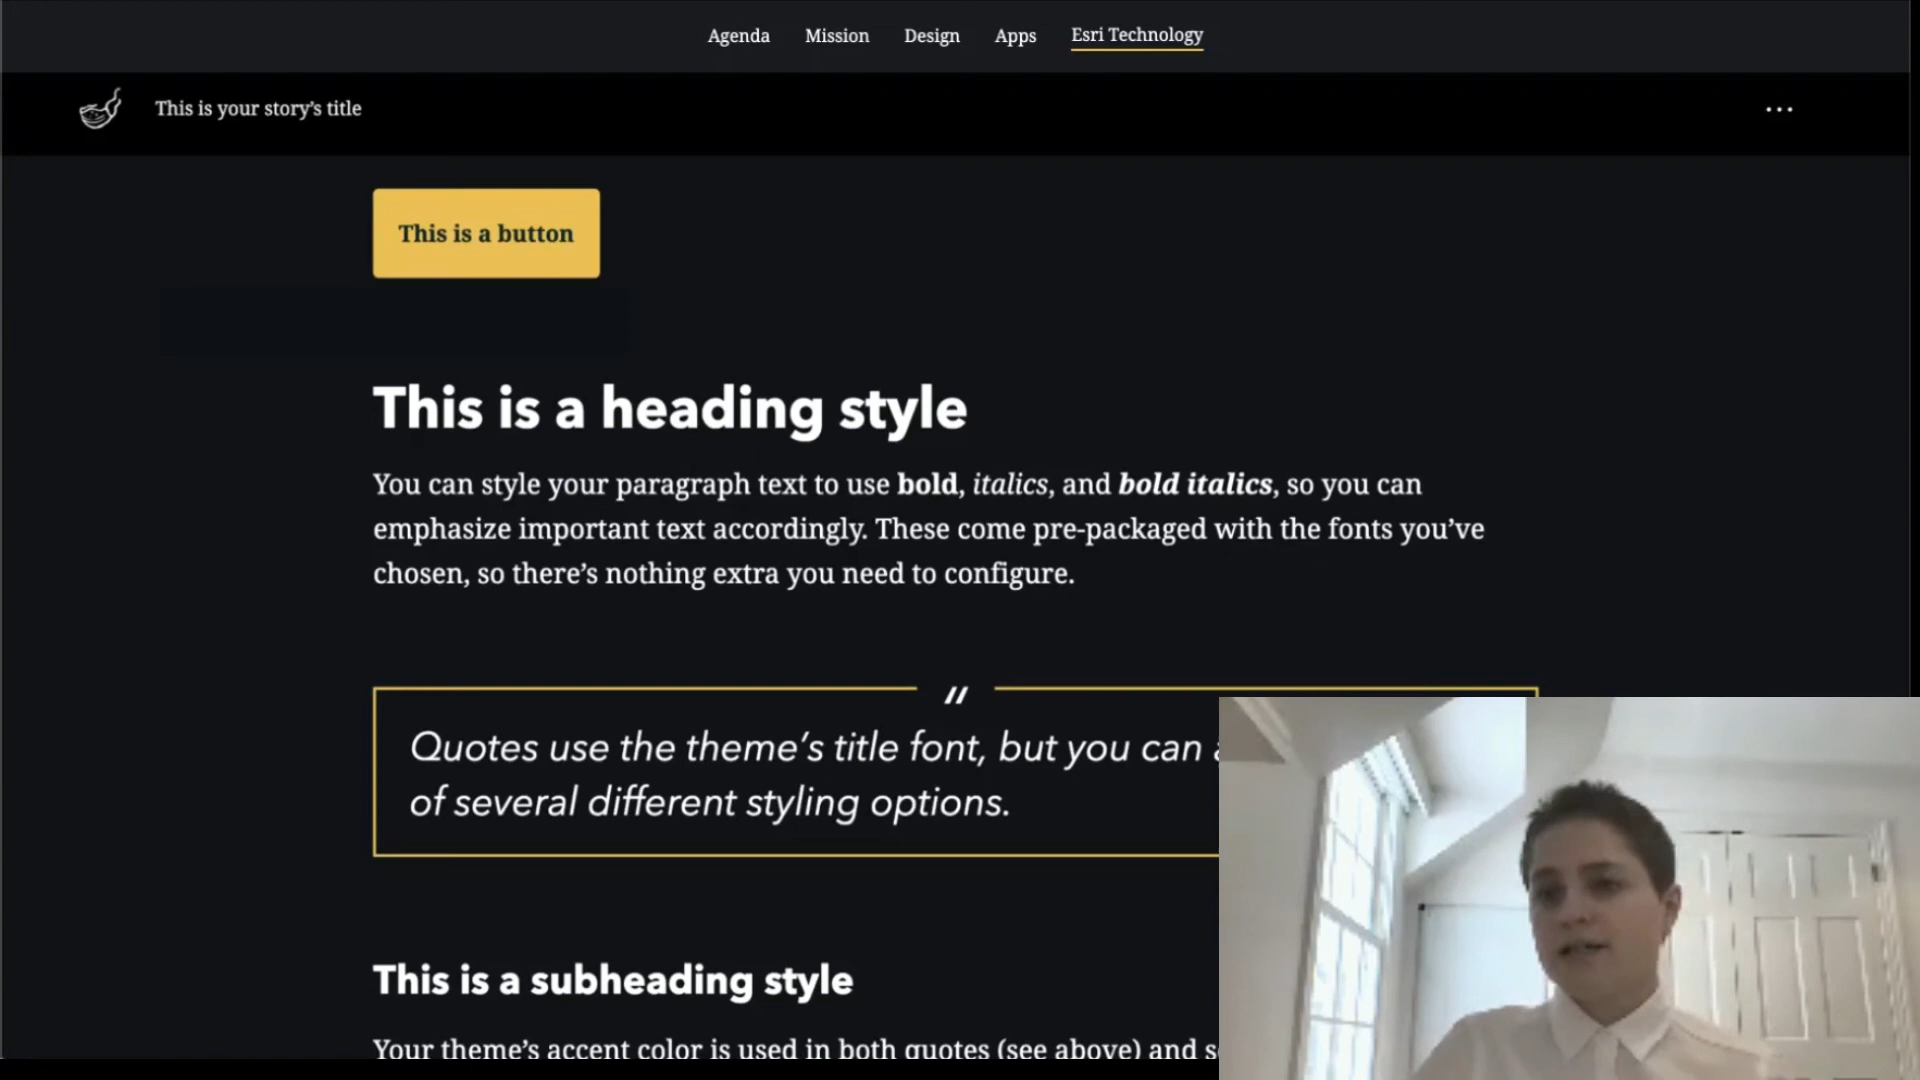 Agenda Mission Design Apps Esri Technology
This is your story’s title
This is a button
This is a heading style
You can style your paragraph text to use bold, italics, and bold italics, so you can
emphasize important text accordingly. These come pre-packaged with the fonts you’ve
chosen, so there’s nothing extra you need to configure.
“
Quotes use the theme’s title font, but you can
of several different styling options.
This is a subheading style
Your theme’s accent color is used in both quotes (see above) and